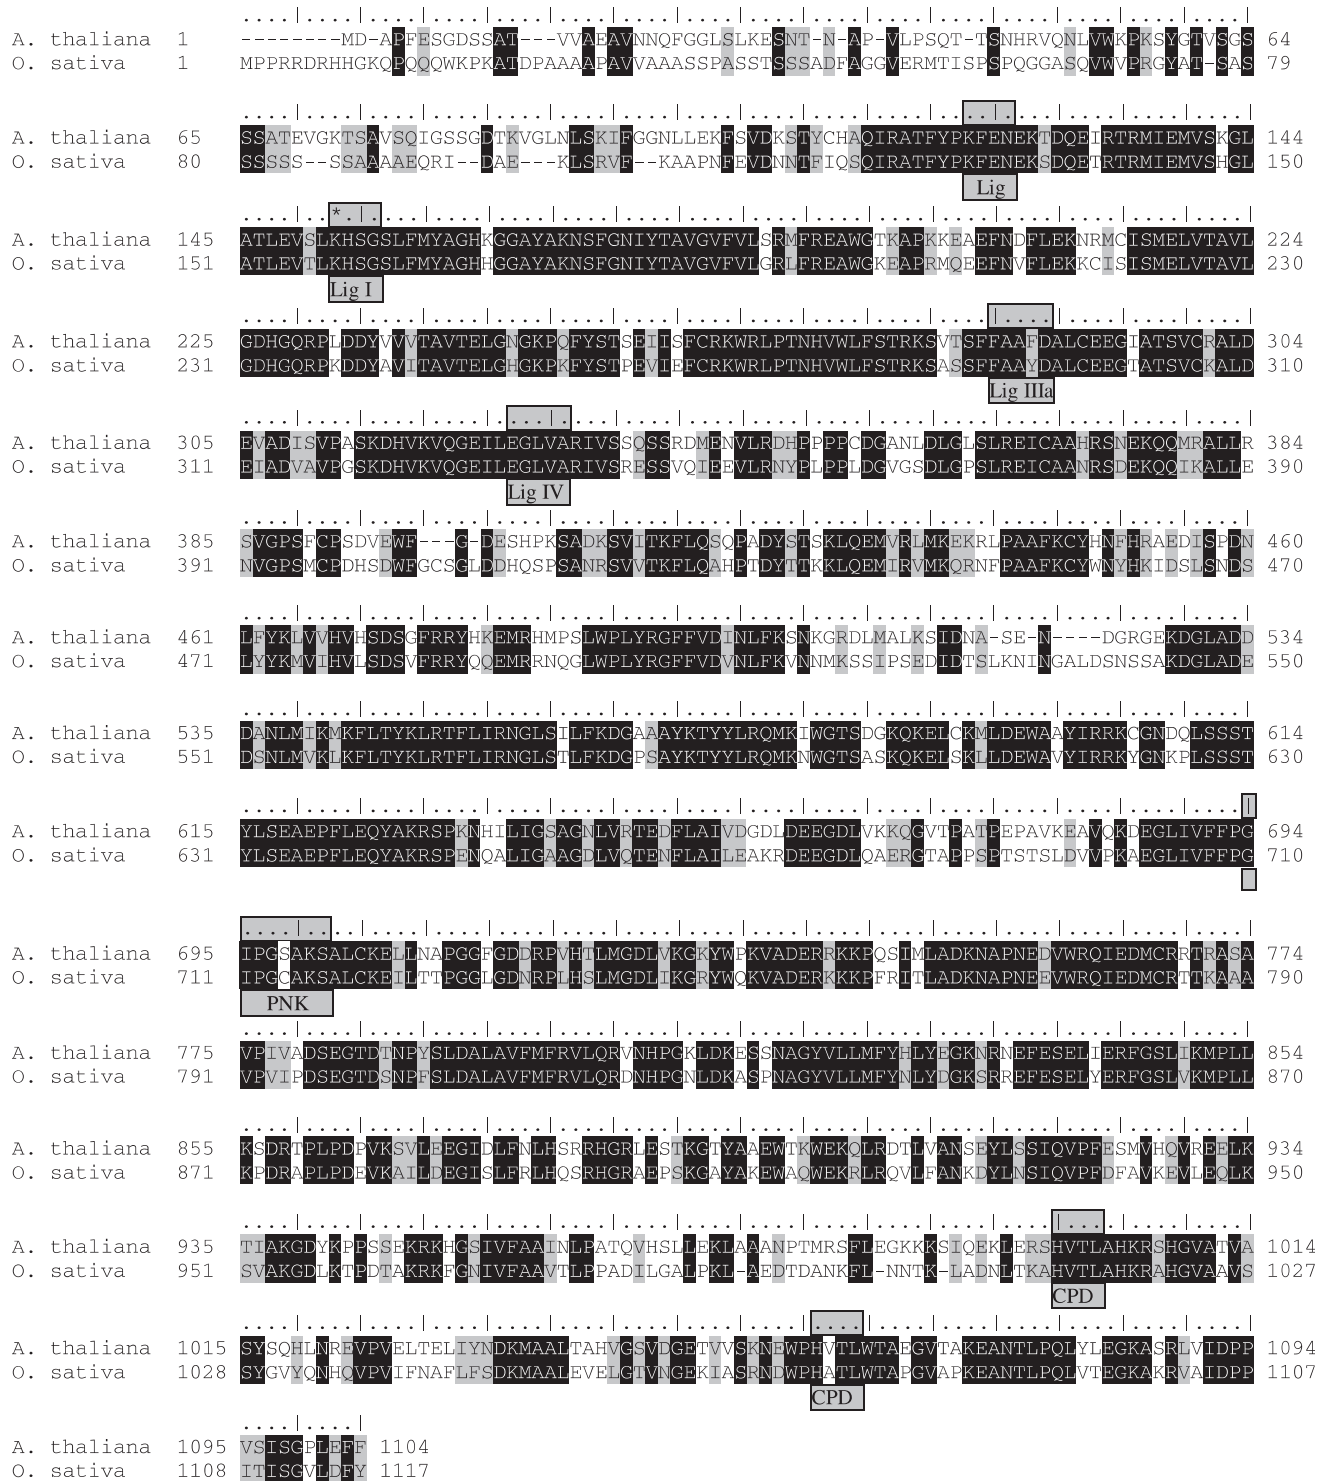 A. thaliana 1 --------MD-APFESGDSSAT---VVAEAVNNQFGGLSLKESNT-N-AP-VLPSQT-TSNHRVQNLVWKPKSYGTVSGS 64
O. sativa 1 MPPRRDRHHGKQPQQQQWKPKATDPAAAAPAVVAAASSPASSTSSSADFAGGVERMTISPSPQGGASQVWVPRGYAT-SAS 79
Lig
A. thaliana 65 SSATEVGKTSAVSQIGSSGDTKVGLNLSKIFGGNLLEKFSVDKSTYCHAQIRATFYPKFENEKTDQEIRTRMIEMVSKGL 144
O. sativa 80 SSSSS--SSAAAAEQRI--DAE--KLSRVF--KAAPNFEVDNNTFIQSQIRATFYPKFENEKSDQETRTRMIEMVSHGL 150
Lig I
*
A. thaliana 145 ATLEVSLKHSGSLFMYAGHKGGAYAKNSFGNIYTAVGVFVLSRMFREAWGTKAPKKEAEFNDFLEKNRMCISMELVTAVL 224
O. sativa 151 ATLEVTLKHSGSLFMYAGHHGGAYAKNSFGNIYTAVGVFVLGRLFREAWGKEAPRMQEEFNVFLEKKCISISMELVTAVL 230
A. thaliana 225 GDHGQRPLDDYVVVTAVTELGNGKPQFYSTSEIISFCRKWRLPTNHVWLFSTRKSVTSFFAAFDALCEEGIATSVCRALD 304
O. sativa 231 GDHGQRPKDDYAVITAVTELGHGKPKFYSTPEVIEFCRKWRLPTNHVWLFSTRKSASSFFAAYDALCEEGTATSVCKALD 310
Lig IIIa
A. thaliana 305 EVADISVPASKDHVKVQGEILEGLVARIVSSQSSRDMENVLRDHPPPPCDGANLDLGLSLREICAAHRSNEKQQMRALLR 384
O. sativa 311 EIADVAVPGSKDHVKVQGEILEGLVARIVSRESSVQIEEVLRNYPLPPLDGVGSDLGPSLREICAANRSDEKQQIKALLE 390
Lig IV
A. thaliana 385 SVGPSFCPSDVEWF---G-DESHPKSADKSVITKFLQSQPADYSTSKLQEMVRLMKEKRLPAAFKCYHNFHRAEDISPDN 460
O. sativa 391 NVGPSMCPDHSDWFGCSGLDDHQSPSANRSVVTKFLQAHPTDYTTKKLQEMIRVMKQRNFPAAFKCYWNYHKIDSLSNDS 470
A. thaliana 461 LFYKLVVHVHSDSGFRRYHKEMRHMPSLWPLYRGFFVDINLFKSNKGRDLMALKSIDNA-SE-N----DGRGEKDGLADD 534
O. sativa 471 LYYKMVIHVLSDSVFRRYQQEMRRNQGLWPLYRGFFVDVNLFKVNNMKSSIPSEDIDTSLKNINGALDSNSSAKDGLADE 550
A. thaliana 535 DANLMIKMKFLTYKLRTFLIRNGLSILFKDGAAAYKTYYLRQMKIWGTSDGKQKELCKMLDEWAAYIRRKCGNDQLSSST 614
O. sativa 551 DSNLMVKLKFLTYKLRTFLIRNGLSTLFKDGPSAYKTYYLRQMKNWGTSASKQKELSKLLDEWAVYIRRKYGNKPLSSST 630
A. thaliana 615 YLSEAEPFLEQYAKRSPKNHILIGSAGNLVRTEDFLAIVDGDLDEEGDLVKKQGVTPATPEPAVKEAVQKDEGLIVFFPG 694
O. sativa 631 YLSEAEPFLEQYAKRSPENQALIGAAGDLVQTENFLAILEAKRDEEGDLQAERGTAPPSPTSTSLDVVPKAEGLIVFFPG 710
A. thaliana 695 IPGSAKSALCKELLNAPGGFGDDRPVHTLMGDLVKGKYWPKVADERRKKPQSIMLADKNAPNEDVWRQIEDMCRRTRASA 774
O. sativa 711 IPGCAKSALCKEILTTPGGLGDNRPLHSLMGDLIKGRYWQKVADERKKKPFRITLADKNAPNEEVWRQIEDMCRTTKAAA 790
PNK
A. thaliana 775 VPIVADSEGTDTNPYSLDALAVFMFRVLQRVNHPGKLDKESSNAGYVLLMFYHLYEGKNRNEFESELIERFGSLIKMPLL 854
O. sativa 791 VPVIPDSEGTDSNPFSLDALAVFMFRVLQRDNHPGNLDKASPNAGYVLLMFYNLYDGKSRREFESELYERFGSLVKMPLL 870
A. thaliana 855 KSDRTPLPDPVKSVLEEGIDLFNLHSRRHGRLESTKGTYAAEWTKWEKQLRDTLVANSEYLSSIQVPFESMVHQVREELK 934
O. sativa 871 KPDRAPLPDEVKAILDEGISLFRLHQSRHGRAEPSKGAYAKEWAQWEKRLRQVLFANKDYLNSIQVPFDFAVKEVLEQLK 950
A. thaliana 935 TIAKGDYKPPSSEKRKHGSIVFAAINLPATQVHSLLEKLAAANPTMRSFLEGKKKSIQEKLERSHVTLAHKRSHGVATVA 1014
O. sativa 951 SVAKGDLKTPDTAKRKFGNIVFAAVTLPPADILGALPKL-AEDTDANKFL-NNTK-LADNLTKAHVTLAHKRAHGVAAVS 1027
CPD
A. thaliana 1015 SYSQHLNREVPVELTELIYNDKMAALTAHVGSVDGETVVSKNEWPHVTLWTAEGVTAKEANTLPQLYLEGKASRLVIDPP 1094
O. sativa 1028 SYGVYQNHQVPVIFNAFLFSDKMAALEVELGTVNGEKIASRNDWPHATLWTAPGVAPKEANTLPQLVTEGKAKRVAIDPP 1107
CPD
A. thaliana 1095 VSISGPLEFF 1104
O. sativa 1108 ITISGVLDFY 1117